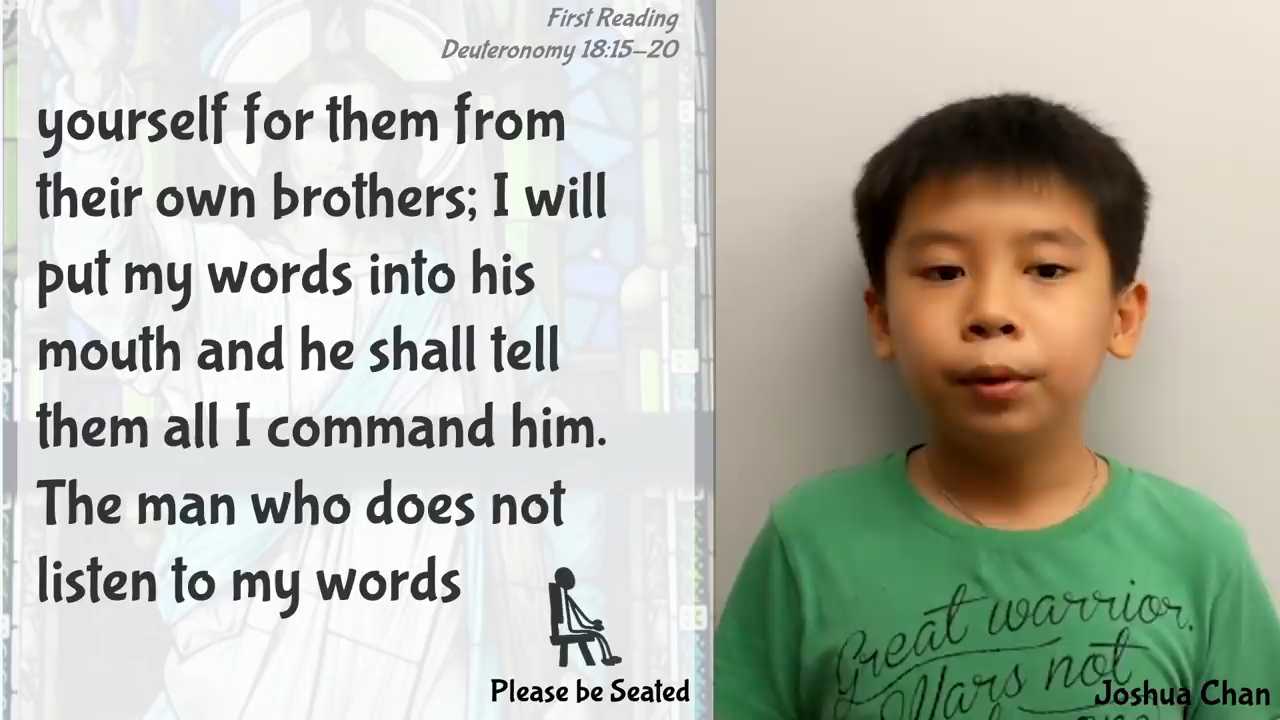 First Reading
Deuteronomy 18:15–20
yourself for them from
their own brothers; I will
put my words into his
mouth and he shall tell
them all I command him.
The man who does not
listen to my words
Please be Seated
Great warrior.
Wars not
Joshua Chan